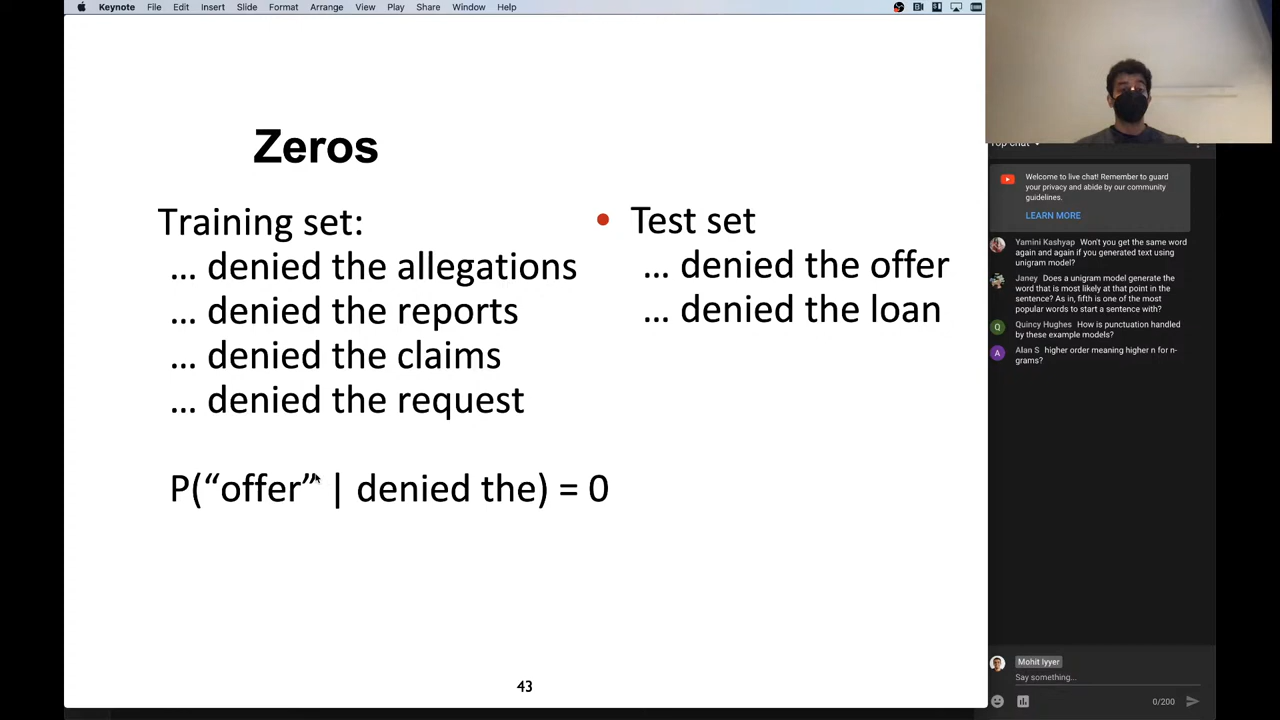 Keynote File Edit Insert Slide Format Arrange View Play Share Window Help
Zeros
Training set:
… denied the allegations
… denied the reports
… denied the claims
… denied the request
P(“offer” | denied the) = 0
• Test set
… denied the offer
… denied the loan
43
Top chat
Welcome to live chat! Remember to guard
your privacy and abide by our community
guidelines.
LEARN MORE
Yamini Kashyap Won't you get the same word
again and again if you generated text using
unigram model?
Janey Does a unigram model generate the
word that is most likely at that point in the
sentence? As in, fifth is one of the most
popular words to start a sentence with?
Q Quincy Hughes How is punctuation handled
by these example models?
A Alan S higher order meaning higher n for n-
grams?
Mohit Iyyer
Say something...
0/200